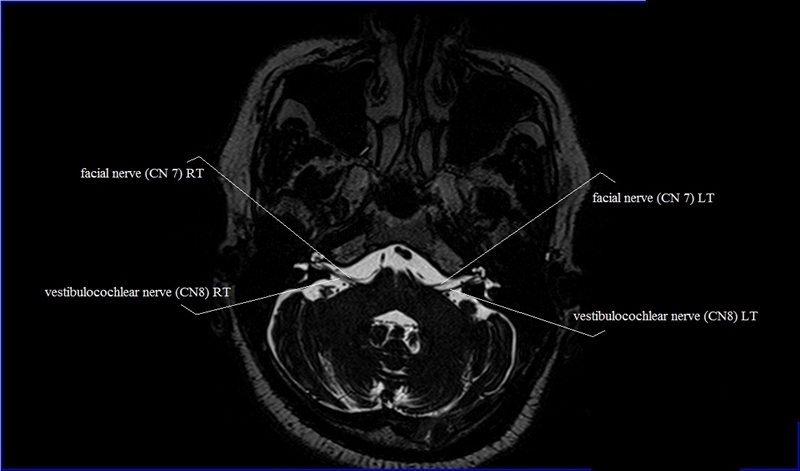 facial nerve (CN 7) RT
facial nerve (CN 7) LT
vestibulocochlear nerve (CN8) RT
vestibulocochlear nerve (CN8) LT